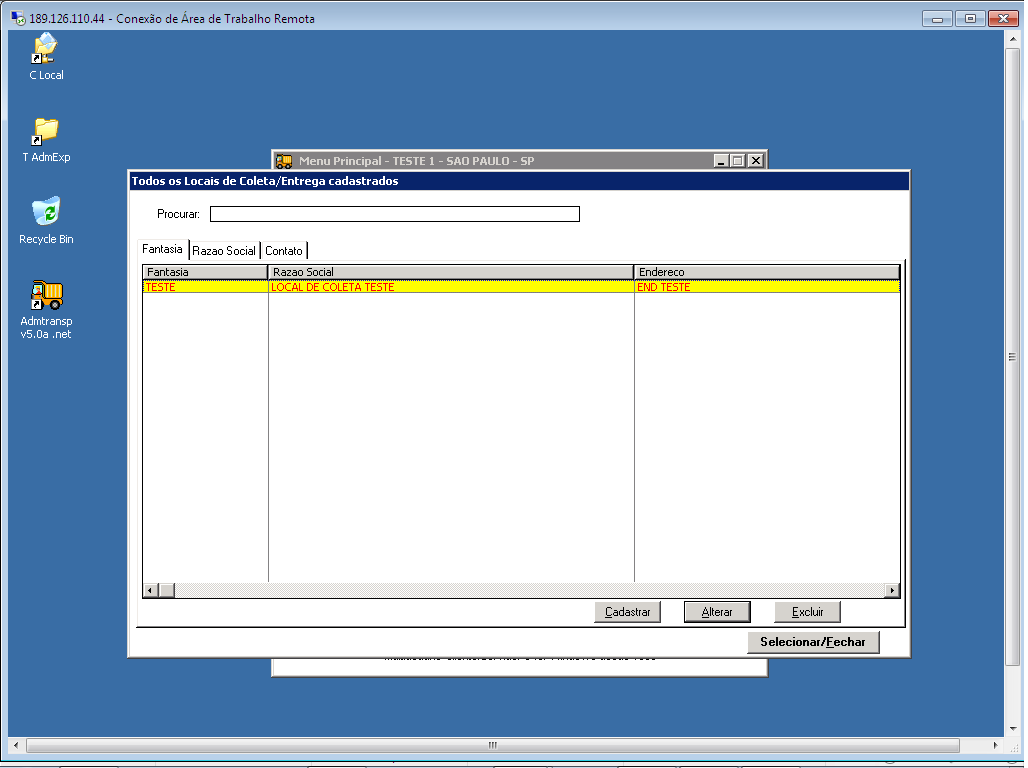 189.126.110.44 - Conexão de Área de Trabalho Remota
C Local
T AdmExp
Recycle Bin
Admtransp
v5.0a .net
Menu Principal - TESTE 1 - SAO PAULO - SP
Todos os Locais de Coleta/Entrega cadastrados
Procurar:
Fantasia Razao Social Contato
Fantasia Razao Social Endereco
TESTE LOCAL DE COLETA TESTE END TESTE
Cadastrar Alterar Excluir
Selecionar/Fechar